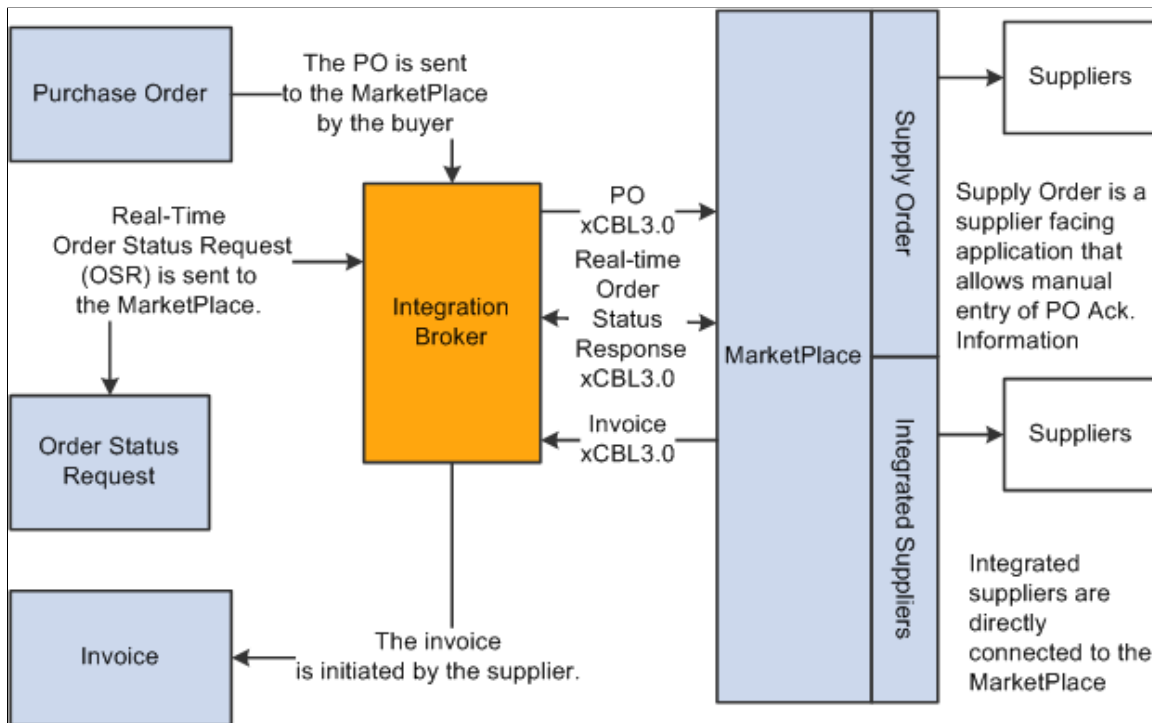 Purchase Order
The PO is sent
to the MarketPlace
by the buyer
Real-Time
Order Status Request
(OSR) is sent to
the MarketPlace.
Order Status
Request
Invoice
The invoice
is initiated by the supplier.
Integration
Broker
PO
xCBL3.0
Real-time
Order
Status
Response
xCBL3.0
Invoice
xCBL3.0
MarketPlace
Supply Order
Integrated Suppliers
Suppliers
Supply Order is a
supplier facing
application that
allows manual
entry of PO Ack.
Information
Suppliers
Integrated
suppliers are
directly
connected to the
MarketPlace